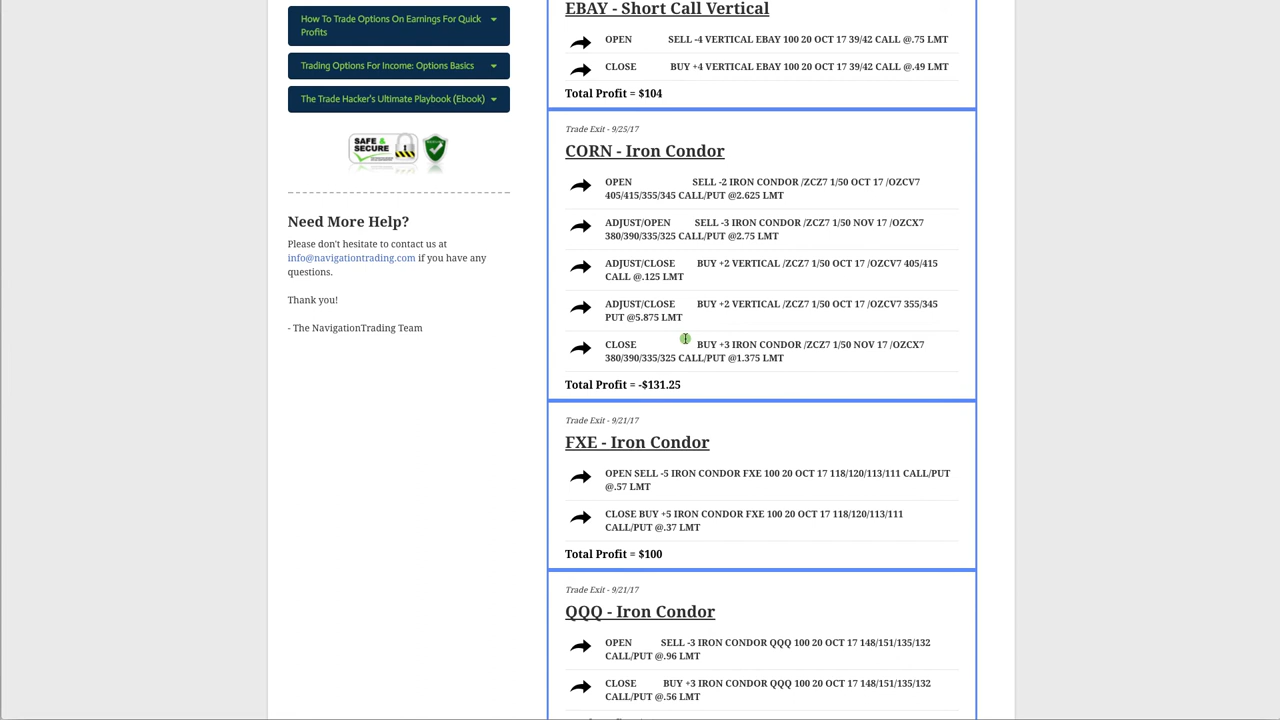 How To Trade Options On Earnings For Quick
Profits
Trading Options For Income: Options Basics
The Trade Hacker's Ultimate Playbook (Ebook)
SAFE &
SECURE
Need More Help?
Please don't hesitate to contact us at
info@navigationtrading.com if you have any
questions.
Thank you!
- The NavigationTrading Team
EBAY - Short Call Vertical
OPEN SELL -4 VERTICAL EBAY 100 20 OCT 17 39/42 CALL @.75 LMT
CLOSE BUY +4 VERTICAL EBAY 100 20 OCT 17 39/42 CALL @.49 LMT
Total Profit = $104
Trade Exit - 9/25/17
CORN - Iron Condor
OPEN SELL -2 IRON CONDOR /ZCZ7 1/50 OCT 17 /OZCV7
405/415/355/345 CALL/PUT @2.625 LMT
ADJUST/OPEN SELL -3 IRON CONDOR /ZCZ7 1/50 NOV 17 /OZCX7
380/390/335/325 CALL/PUT @2.75 LMT
ADJUST/CLOSE BUY +2 VERTICAL /ZCZ7 1/50 OCT 17 /OZCV7 405/415
CALL @.125 LMT
ADJUST/CLOSE BUY +2 VERTICAL /ZCZ7 1/50 OCT 17 /OZCV7 355/345
PUT @5.875 LMT
CLOSE BUY +3 IRON CONDOR /ZCZ7 1/50 NOV 17 /OZCX7
380/390/335/325 CALL/PUT @1.375 LMT
Total Profit = -$131.25
Trade Exit - 9/21/17
FXE - Iron Condor
OPEN SELL -5 IRON CONDOR FXE 100 20 OCT 17 118/120/113/111 CALL/PUT
@.57 LMT
CLOSE BUY +5 IRON CONDOR FXE 100 20 OCT 17 118/120/113/111
CALL/PUT @.37 LMT
Total Profit = $100
Trade Exit - 9/21/17
QQQ - Iron Condor
OPEN SELL -3 IRON CONDOR QQQ 100 20 OCT 17 148/151/135/132
CALL/PUT @.96 LMT
CLOSE BUY +3 IRON CONDOR QQQ 100 20 OCT 17 148/151/135/132
CALL/PUT @.56 LMT